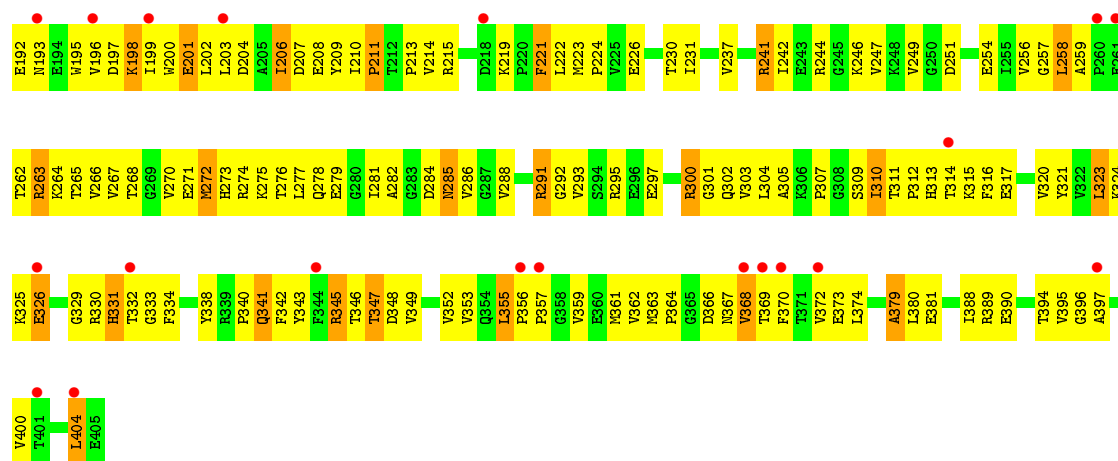 E192 N193 E194 W195 V196 D197 K198 I199 W200 E201 L202 L203 D204 A205 I206 D207 E208 Y209 I210 P211 T212 P213 V214 R215 D218 K219 P220 F221 L222 M223 P224 V225 E226 T230 I231 V237 R241 I242 E243 R244 G245 K246 V247 K248 V249 G250 D251 E254 I255 V256 G257 L258 A259 P260 E261
T262 R263 K264 T265 V266 V267 T268 G269 V270 E271 M272 H273 R274 K275 T276 L277 Q278 E279 G280 I281 A282 G283 D284 N285 V286 G287 V288 R291 G292 V293 S294 R295 E296 E297 R300 G301 Q302 V303 L304 A305 K306 P307 G308 S309 I310 T311 P312 H313 T314 K315 F316 E317 V320 Y321 V322 L323 K324
K325 E326 G329 R330 H331 T332 G333 F334 Y338 R339 P340 Q341 F342 Y343 F344 R345 T346 T347 D348 V349 V352 V353 Q354 L355 P356 P357 G358 V359 E360 M361 V362 M363 P364 G365 D366 N367 V368 T369 F370 T371 V372 E373 L374 A379 L380 E381 I388 R389 E390 T394 V395 G396 A397
V400 T401 L404 E405